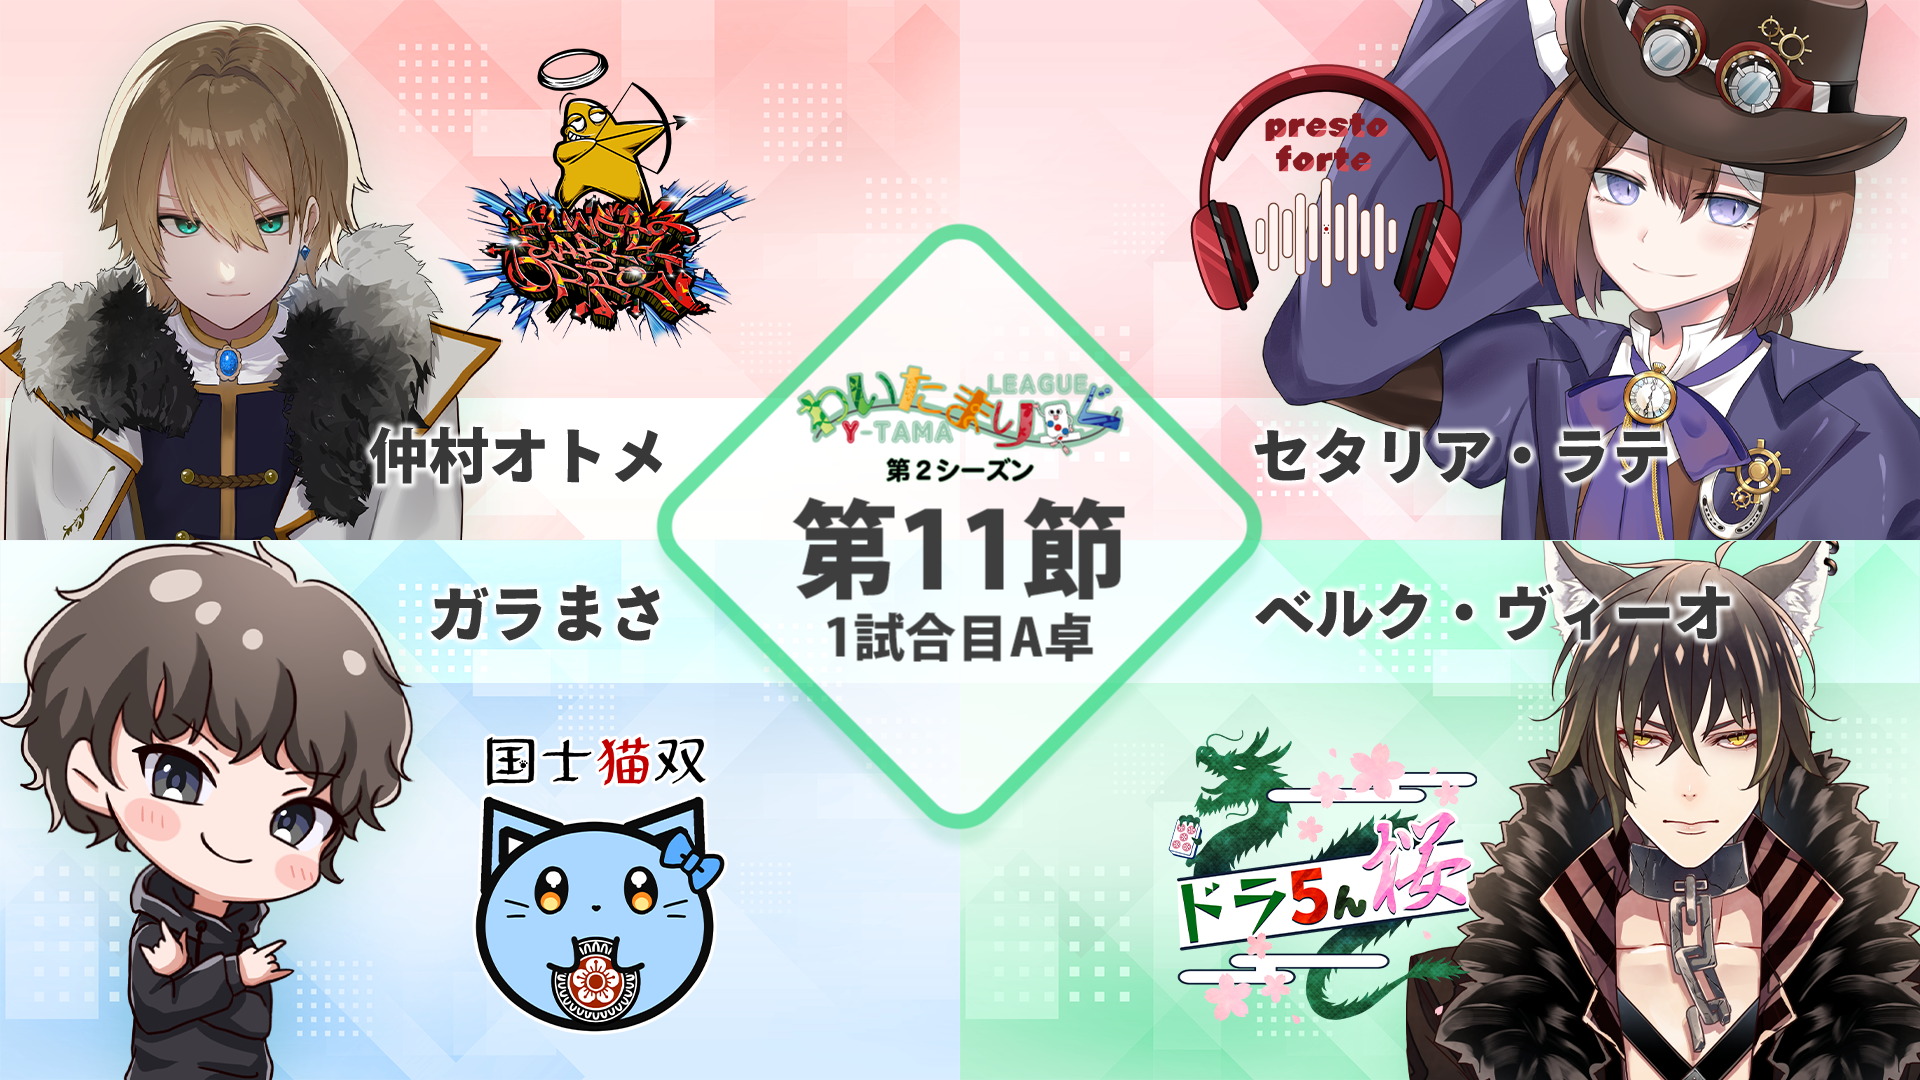 presto
forte
仲村オトメ
セタリア・ラテ
わいたまりーぐ
LEAGUE
Y-TAMA
第2シーズン
第11節
1試合目A卓
ガラまさ
ベルク・ヴィーオ
国士猫双
ドラ5ん桜